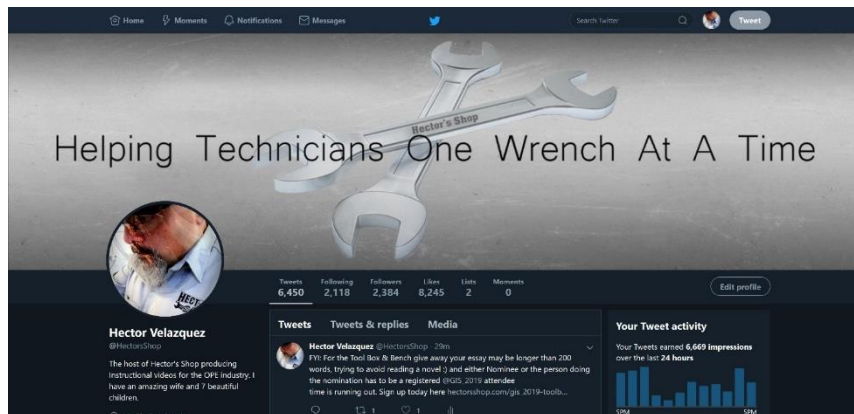 Home Moments Notifications Messages Search Twitter Tweet
Hector's Shop
Helping Technicians One Wrench At A Time
HECT
Tweets Following Followers Likes Lists Moments
6,450 2,118 2,384 8,245 2 0
Edit profile
Hector Velazquez
@HectorsShop
The host of Hector's Shop producing
Instructional videos for the OPE industry. I
have an amazing wife and 7 beautiful
children.
Tweets Tweets & replies Media
Hector Velazquez @HectorsShop · 29m
FYI: For the Tool Box & Bench give away your essay may be longer than 200
words, trying to avoid reading a novel :) and either Nominee or the person doing
the nomination has to be a registered @GIS_2019 attendee
time is running out. Sign up today here hectorsshop.com/gis_2019-toolb...
1 1
Your Tweet activity
Your Tweets earned 6,669 impressions
over the last 24 hours
5PM 5PM